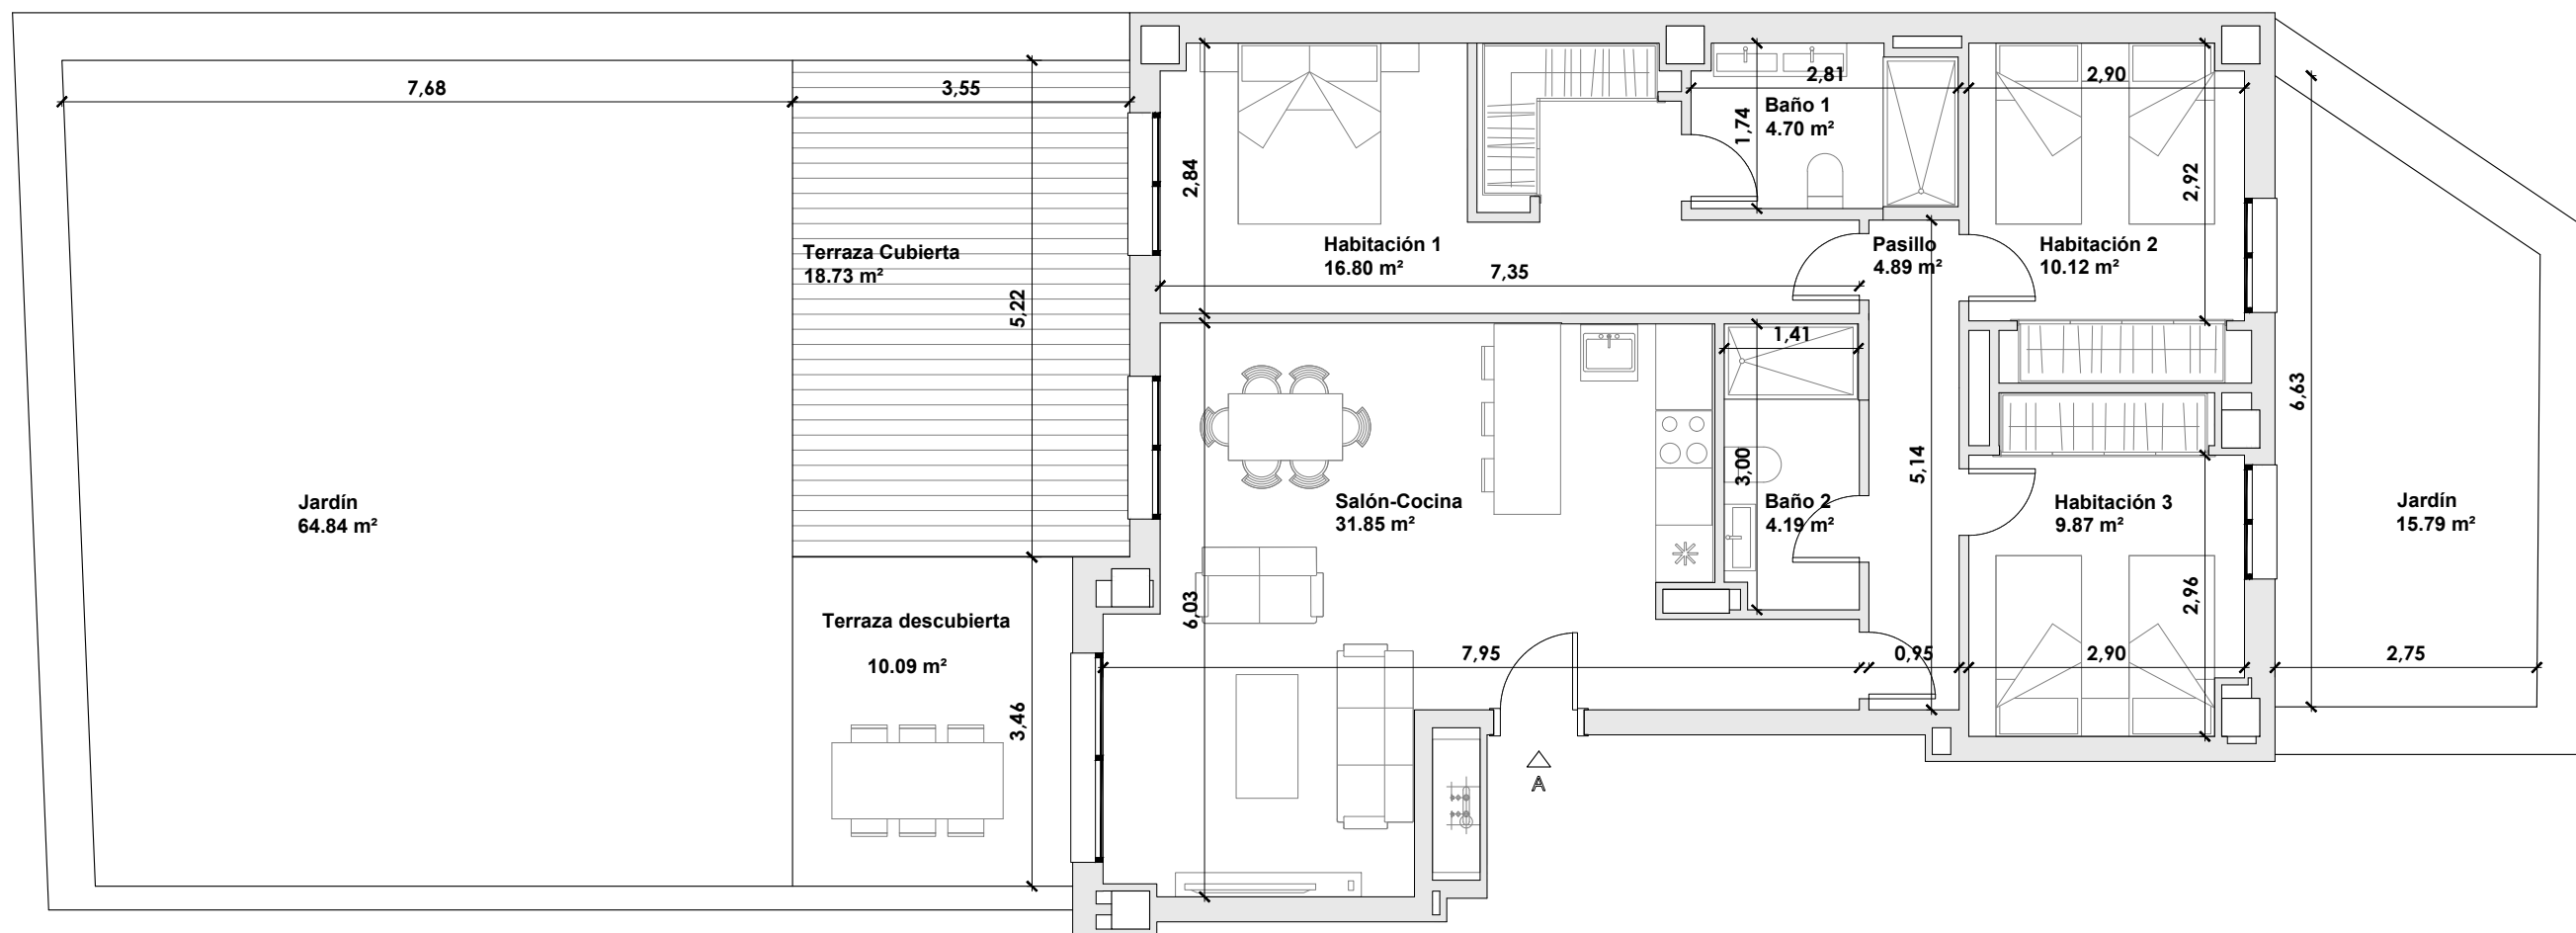 7,68
3,55
2,81
2,90
Baño 1
4.70 m²
1,74
2,84
2,92
Terraza Cubierta
18.73 m²
Habitación 1
16.80 m²
Pasillo
4.89 m²
Habitación 2
10.12 m²
7,35
5,22
1,41
6,63
3,00
5,14
Jardín
64.84 m²
Salón-Cocina
31.85 m²
Baño 2
4.19 m²
Habitación 3
9.87 m²
Jardín
15.79 m²
6,03
2,96
Terraza descubierta
10.09 m²
7,95
0,95
2,90
2,75
3,46
A